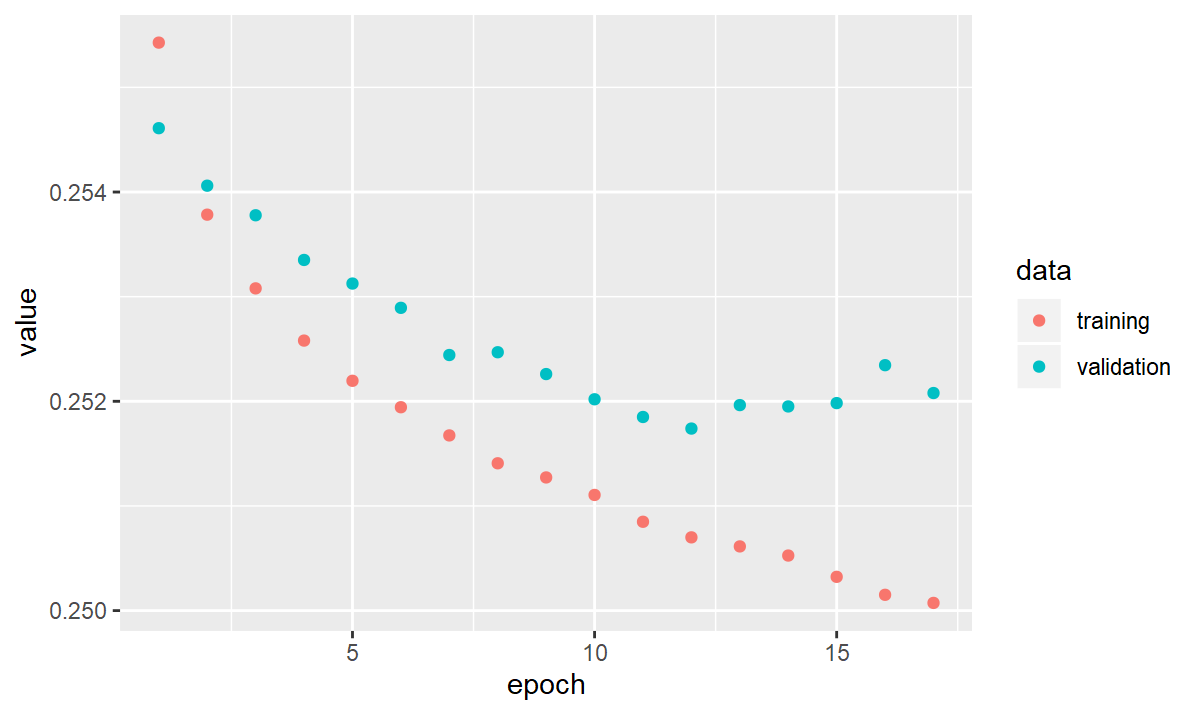 0.254
0.252
0.250
value
5
10
15
epoch
data
training
validation